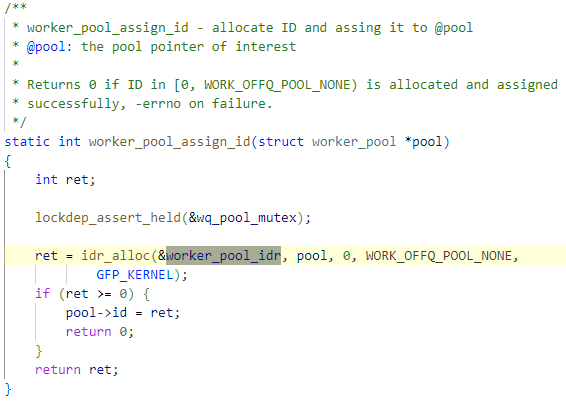 /**
 * worker_pool_assign_id - allocate ID and assing it to @pool
 * @pool: the pool pointer of interest
 *
 * Returns 0 if ID in [0, WORK_OFFQ_POOL_NONE) is allocated and assigned
 * successfully, -errno on failure.
 */
static int worker_pool_assign_id(struct worker_pool *pool)
{
    int ret;

    lockdep_assert_held(&wq_pool_mutex);

    ret = idr_alloc(&worker_pool_idr, pool, 0, WORK_OFFQ_POOL_NONE,
            GFP_KERNEL);
    if (ret >= 0) {
        pool->id = ret;
        return 0;
    }
    return ret;
}